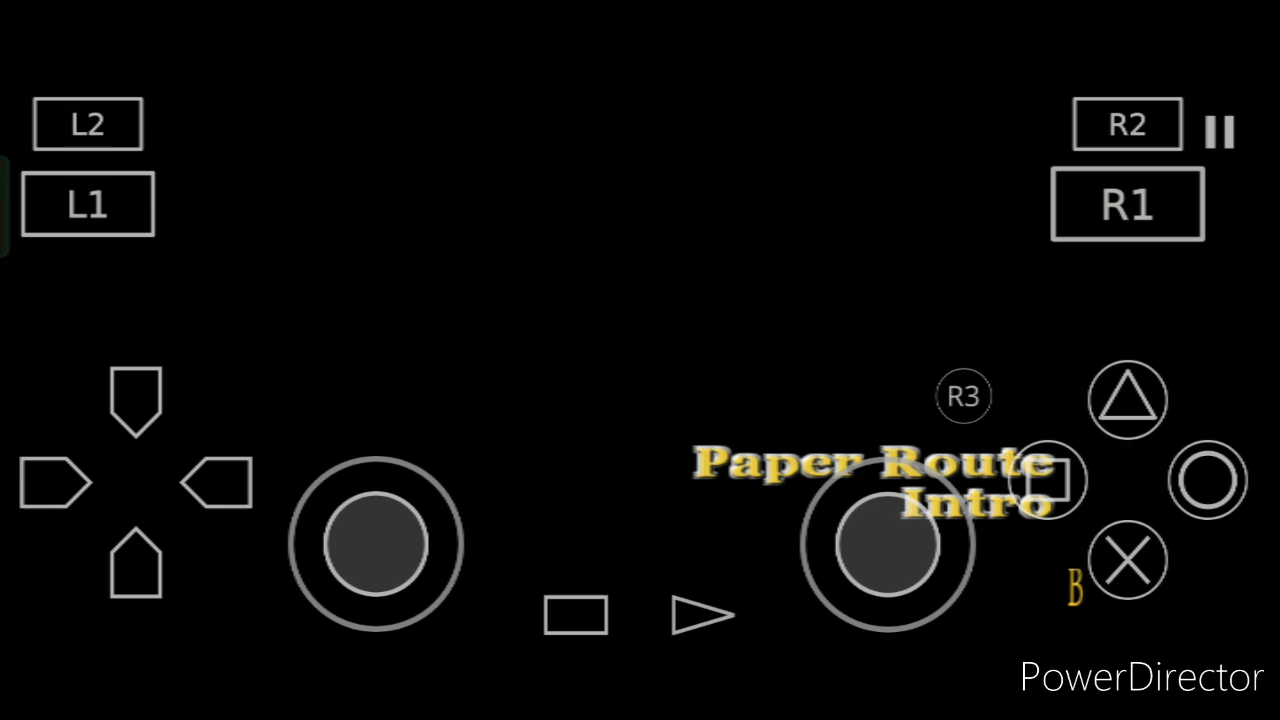 L2
R2
L1
R1
R3
Paper Route
Intro
B
PowerDirector